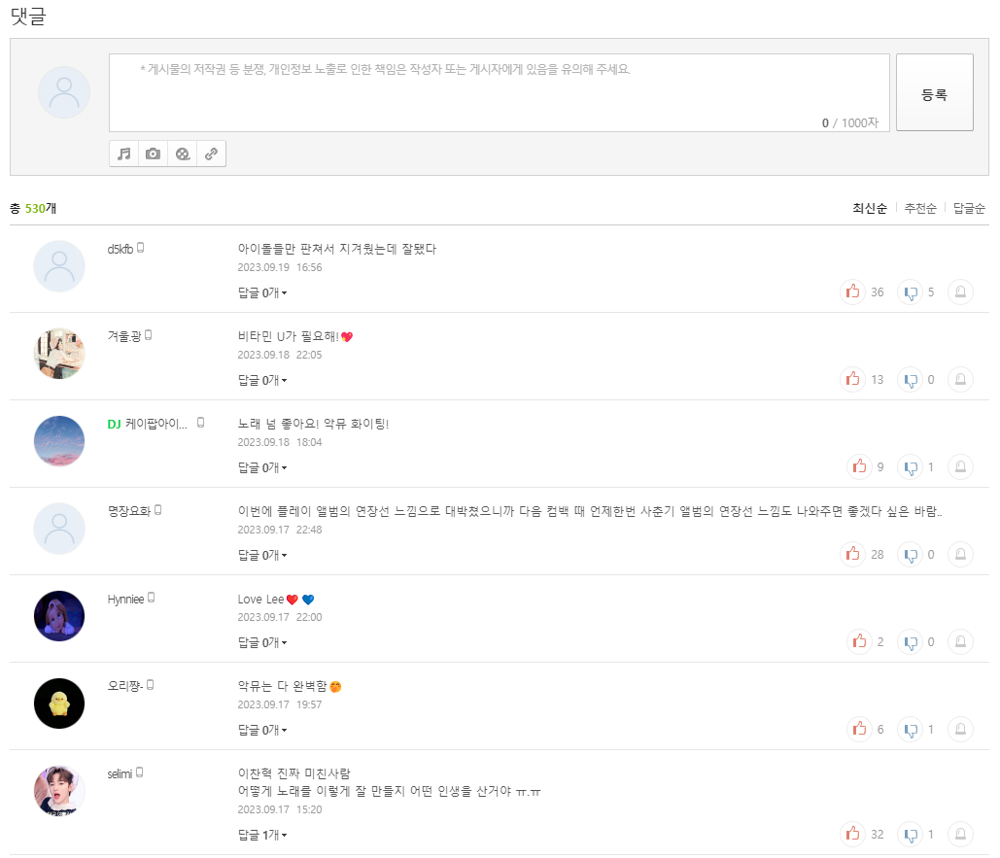 댓글
* 게시물의 저작권 등 분쟁, 개인정보 노출로 인한 책임은 작성자 또는 게시자에게 있음을 유의해 주세요.
0 / 1000자
등록
총 530개
최신순 추천순 답글순
d5kfb 아이돌들만 판쳐서 지겨웠는데 잘됐다
2023.09.19 16:56
답글 0개 36 5
겨울.광 비타민 U가 필요해!💖
2023.09.18 22:05
답글 0개 13 0
DJ 케이팝아이... 노래 넘 좋아요! 악뮤 화이팅!
2023.09.18 18:04
답글 0개 9 1
명장요화 이번에 플레이 앨범의 연장선 느낌으로 대박쳤으니까 다음 컴백 때 언제한번 사춘기 앨범의 연장선 느낌도 나와주면 좋겠다 싶은 바람..
2023.09.17 22:48
답글 0개 28 0
Hynniee Love Lee❤️ 💙
2023.09.17 22:00
답글 0개 2 0
오리쨩- 악뮤는 다 완벽함🤭
2023.09.17 19:57
답글 0개 6 1
selimi 이찬혁 진짜 미친사람
어떻게 노래를 이렇게 잘 만들지 어떤 인생을 산거야 ㅠ.ㅠ
2023.09.17 15:20
답글 1개 32 1